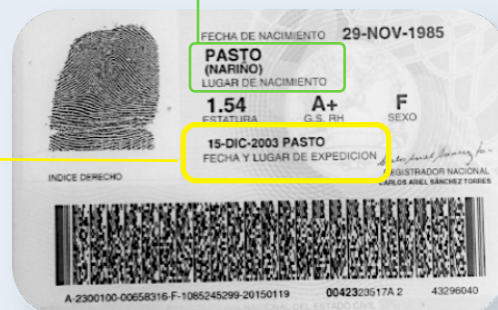 FECHA DE NACIMIENTO 29-NOV-1985
PASTO
(NARIÑO)
LUGAR DE NACIMIENTO
1.54 A+ F
ESTATURA G.S. RH SEXO
15-DIC-2003 PASTO
FECHA Y LUGAR DE EXPEDICION
INDICE DERECHO
REGISTRADOR NACIONAL
CARLOS ARIEL SÁNCHEZ TORRES
A-2300100-00658316-F-1085245299-20150119 0042323517A 2 43296040